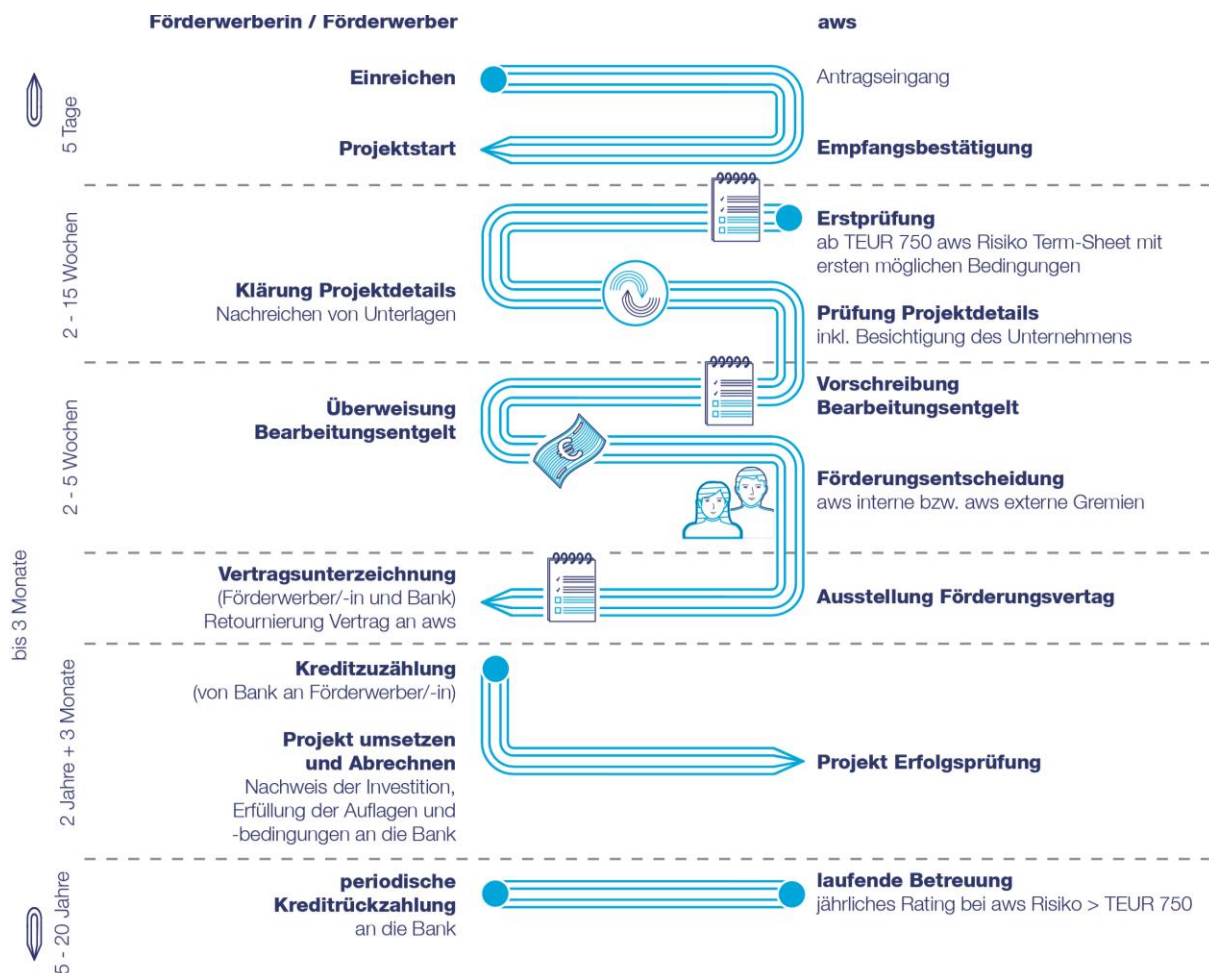 Förderwerberin / Förderwerber
aws
5 Tage
Einreichen
Antragseingang
Projektstart
Empfangsbestätigung
2 - 15 Wochen
Erstprüfung
ab TEUR 750 aws Risiko Term-Sheet mit
ersten möglichen Bedingungen
Klärung Projektdetails
Nachreichen von Unterlagen
Prüfung Projektdetails
inkl. Besichtigung des Unternehmens
2 - 5 Wochen
Vorschreibung
Bearbeitungsentgelt
Überweisung
Bearbeitungsentgelt
€
Förderungsentscheidung
aws interne bzw. aws externe Gremien
bis 3 Monate
Vertragsunterzeichnung
(Förderwerber/-in und Bank)
Retournierung Vertrag an aws
Ausstellung Förderungsvertag
2 Jahre + 3 Monate
Kreditzuzählung
(von Bank an Förderwerber/-in)
Projekt umsetzen
und Abrechnen
Nachweis der Investition,
Erfüllung der Auflagen und
-bedingungen an die Bank
Projekt Erfolgsprüfung
5 - 20 Jahre
periodische
Kreditrückzahlung
an die Bank
laufende Betreuung
jährliches Rating bei aws Risiko > TEUR 750